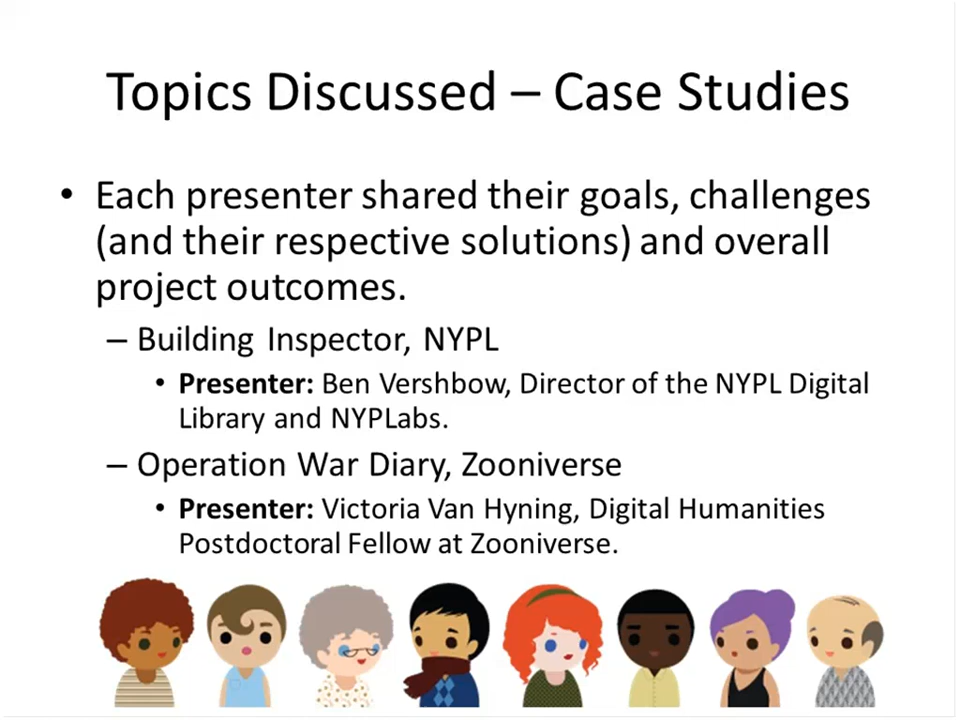 Topics Discussed – Case Studies
• Each presenter shared their goals, challenges
(and their respective solutions) and overall
project outcomes.
– Building Inspector, NYPL
• Presenter: Ben Vershbow, Director of the NYPL Digital
Library and NYPLabs.
– Operation War Diary, Zooniverse
• Presenter: Victoria Van Hyning, Digital Humanities
Postdoctoral Fellow at Zooniverse.